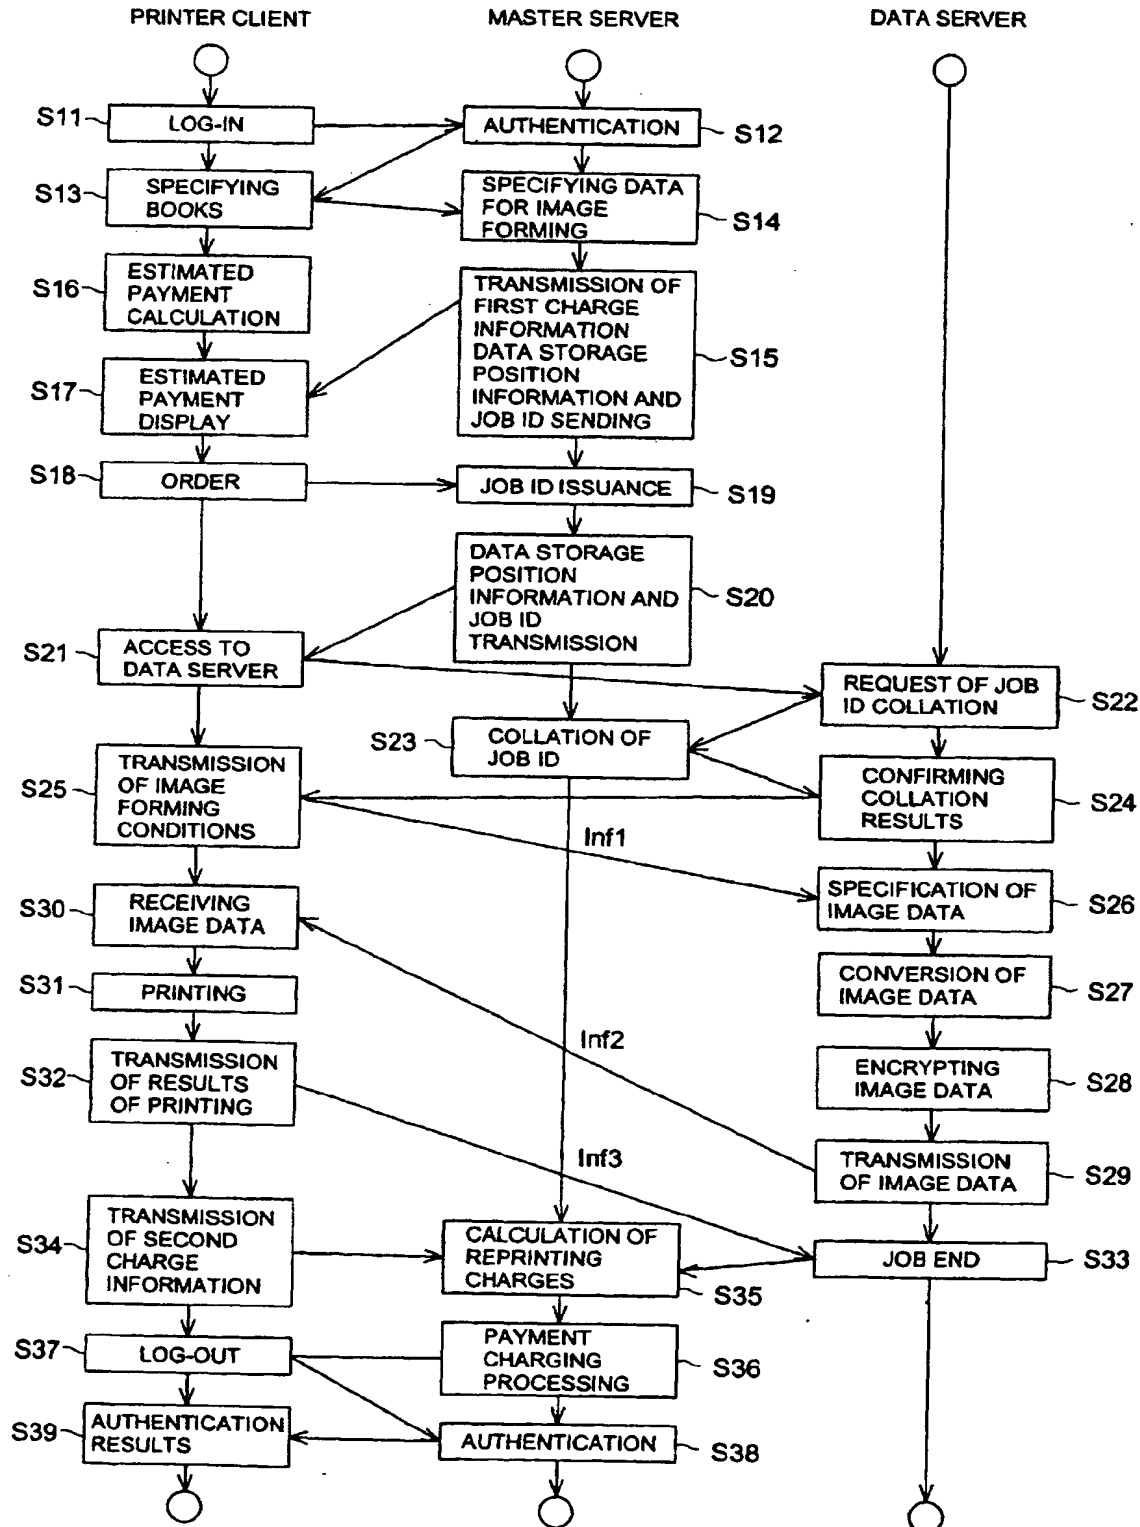 PRINTER CLIENT
MASTER SERVER
DATA SERVER
S11
LOG-IN
AUTHENTICATION
S12
S13
SPECIFYING
BOOKS
SPECIFYING DATA
FOR IMAGE
FORMING
S14
S16
ESTIMATED
PAYMENT
CALCULATION
TRANSMISSION OF
FIRST CHARGE
INFORMATION
DATA STORAGE
POSITION
INFORMATION AND
JOB ID SENDING
S15
S17
ESTIMATED
PAYMENT
DISPLAY
S18
ORDER
JOB ID ISSUANCE
S19
DATA STORAGE
POSITION
INFORMATION AND
JOB ID
TRANSMISSION
S20
S21
ACCESS TO
DATA SERVER
REQUEST OF JOB
ID COLLATION
S22
S23
COLLATION OF
JOB ID
S25
TRANSMISSION
OF IMAGE
FORMING
CONDITIONS
CONFIRMING
COLLATION
RESULTS
S24
Inf1
S30
RECEIVING
IMAGE DATA
SPECIFICATION OF
IMAGE DATA
S26
S31
PRINTING
CONVERSION OF
IMAGE DATA
S27
Inf2
S32
TRANSMISSION
OF RESULTS
OF PRINTING
ENCRYPTING
IMAGE DATA
S28
Inf3
TRANSMISSION
OF IMAGE DATA
S29
S34
TRANSMISSION
OF SECOND
CHARGE
INFORMATION
CALCULATION OF
REPRINTING
CHARGES
S35
JOB END
S33
S37
LOG-OUT
PAYMENT
CHARGING
PROCESSING
S36
S39
AUTHENTICATION
RESULTS
AUTHENTICATION
S38